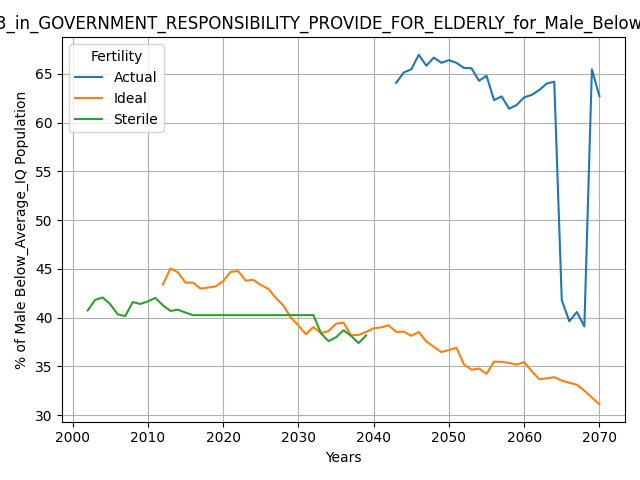 3_in_GOVERNMENT_RESPONSIBILITY_PROVIDE_FOR_ELDERLY_for_Male_Below
Fertility
Actual
Ideal
Sterile
% of Male Below_Average_IQ Population
65
60
55
50
45
40
35
30
2000
2010
2020
2030
2040
2050
2060
2070
Years